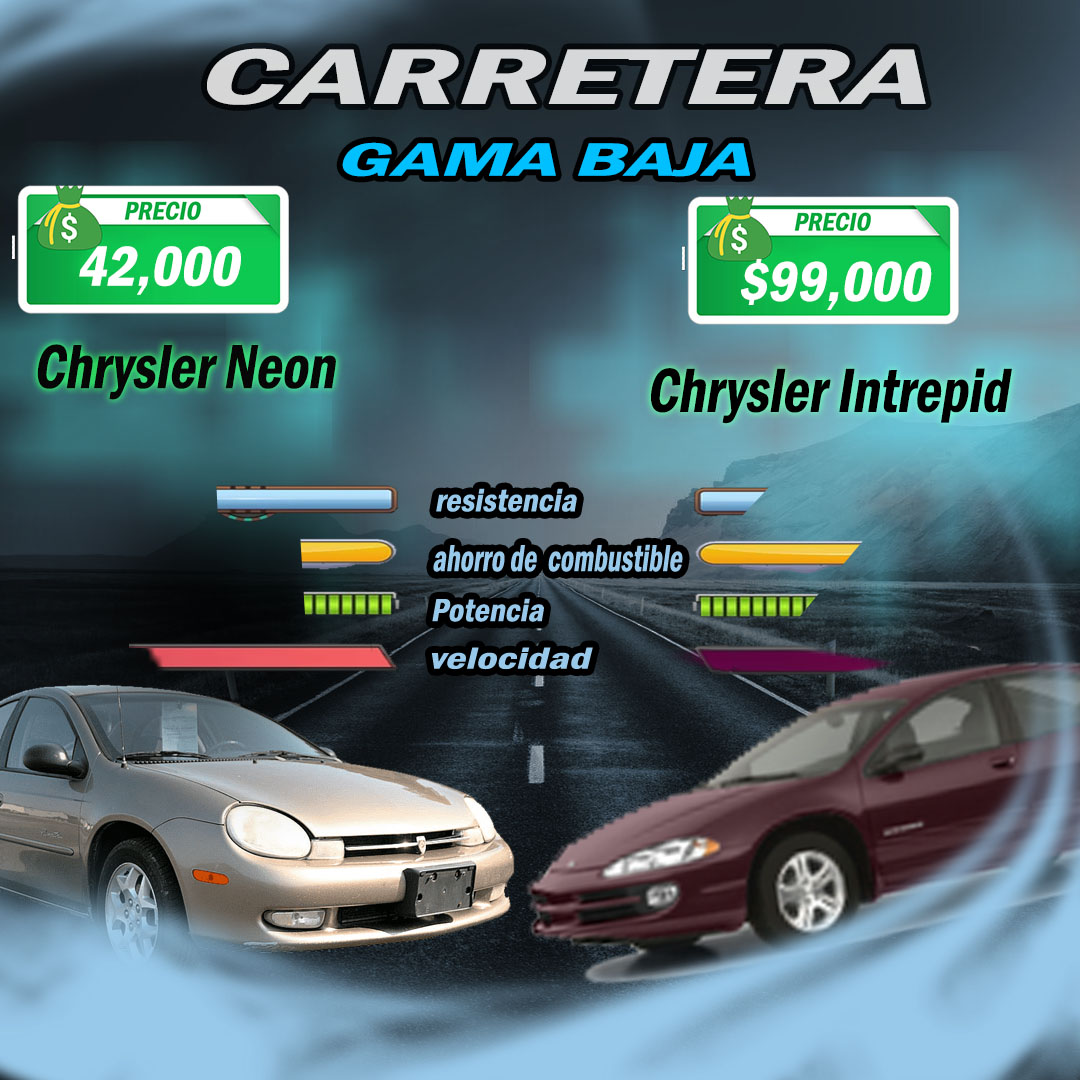 CARRETERA
GAMA BAJA
PRECIO
$
42,000
PRECIO
$
$99,000
Chrysler Neon
Chrysler Intrepid
resistencia
ahorro de combustible
Potencia
velocidad